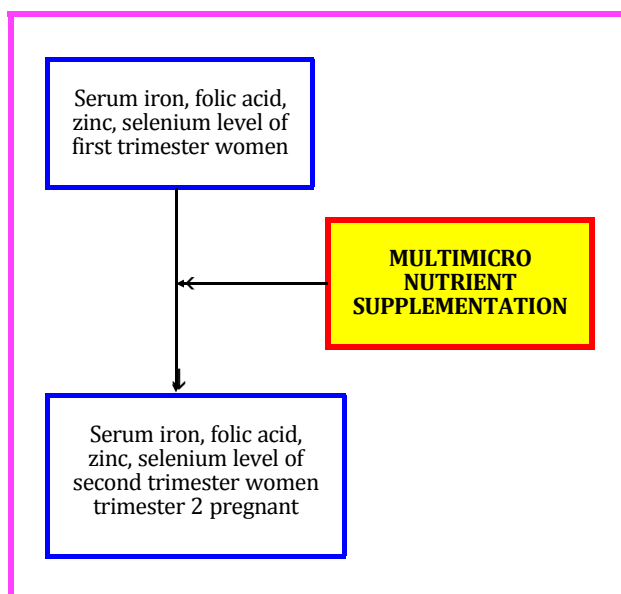 Serum iron, folic acid,
zinc, selenium level of
first trimester women
MULTIMICRO
NUTRIENT
SUPPLEMENTATION
Serum iron, folic acid,
zinc, selenium level of
second trimester women
trimester 2 pregnant